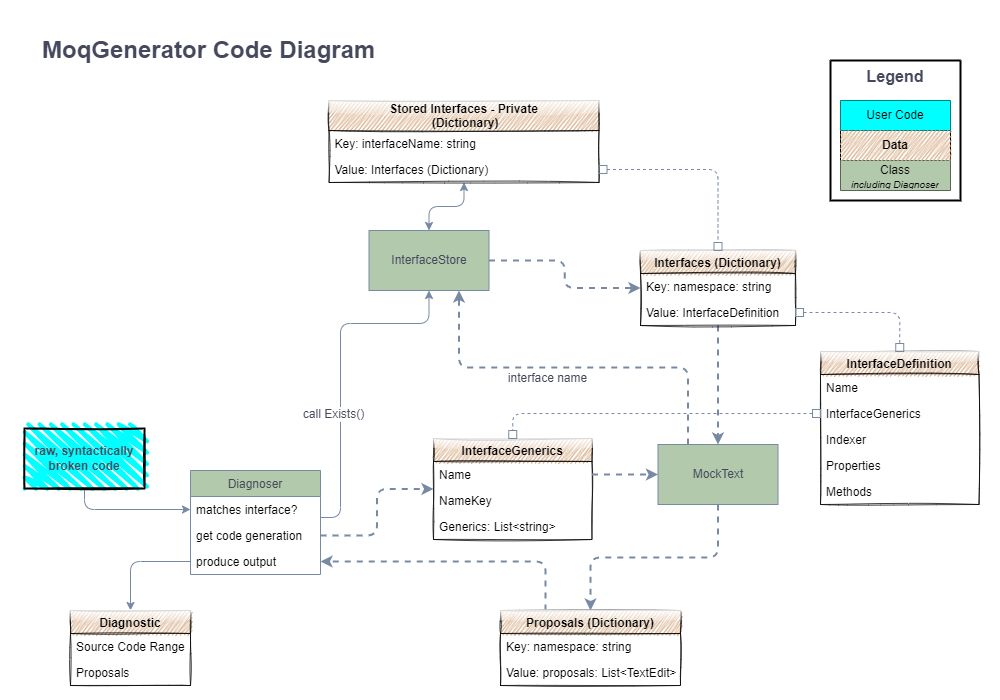 MoqGenerator Code Diagram
Legend
User Code
Data
Class
including Diagnoser
Stored Interfaces - Private
(Dictionary)
Key: interfaceName: string
Value: Interfaces (Dictionary)
InterfaceStore
Interfaces (Dictionary)
Key: namespace: string
Value: InterfaceDefinition
InterfaceDefinition
Name
InterfaceGenerics
Indexer
Properties
Methods
interface name
call Exists()
raw, syntactically
broken code
InterfaceGenerics
Name
NameKey
Generics: List<string>
MockText
Diagnoser
matches interface?
get code generation
produce output
Diagnostic
Source Code Range
Proposals
Proposals (Dictionary)
Key: namespace: string
Value: proposals: List<TextEdit>